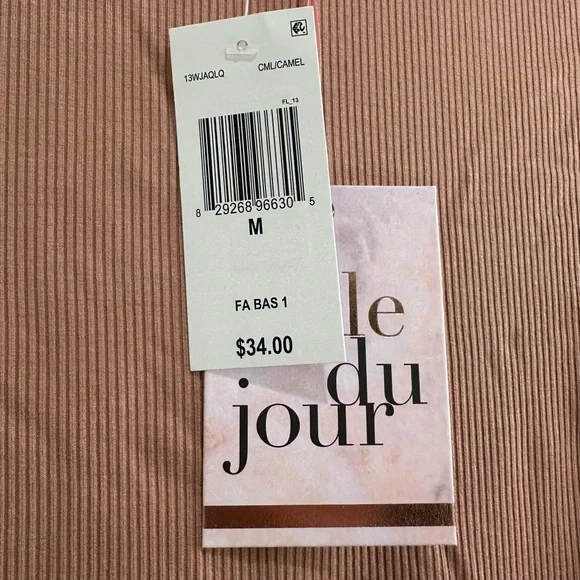 13WJAQLQ CML/CAMEL
FL_13
8 29268 96630 5
M
FA BAS 1
$34.00
le
du
jour